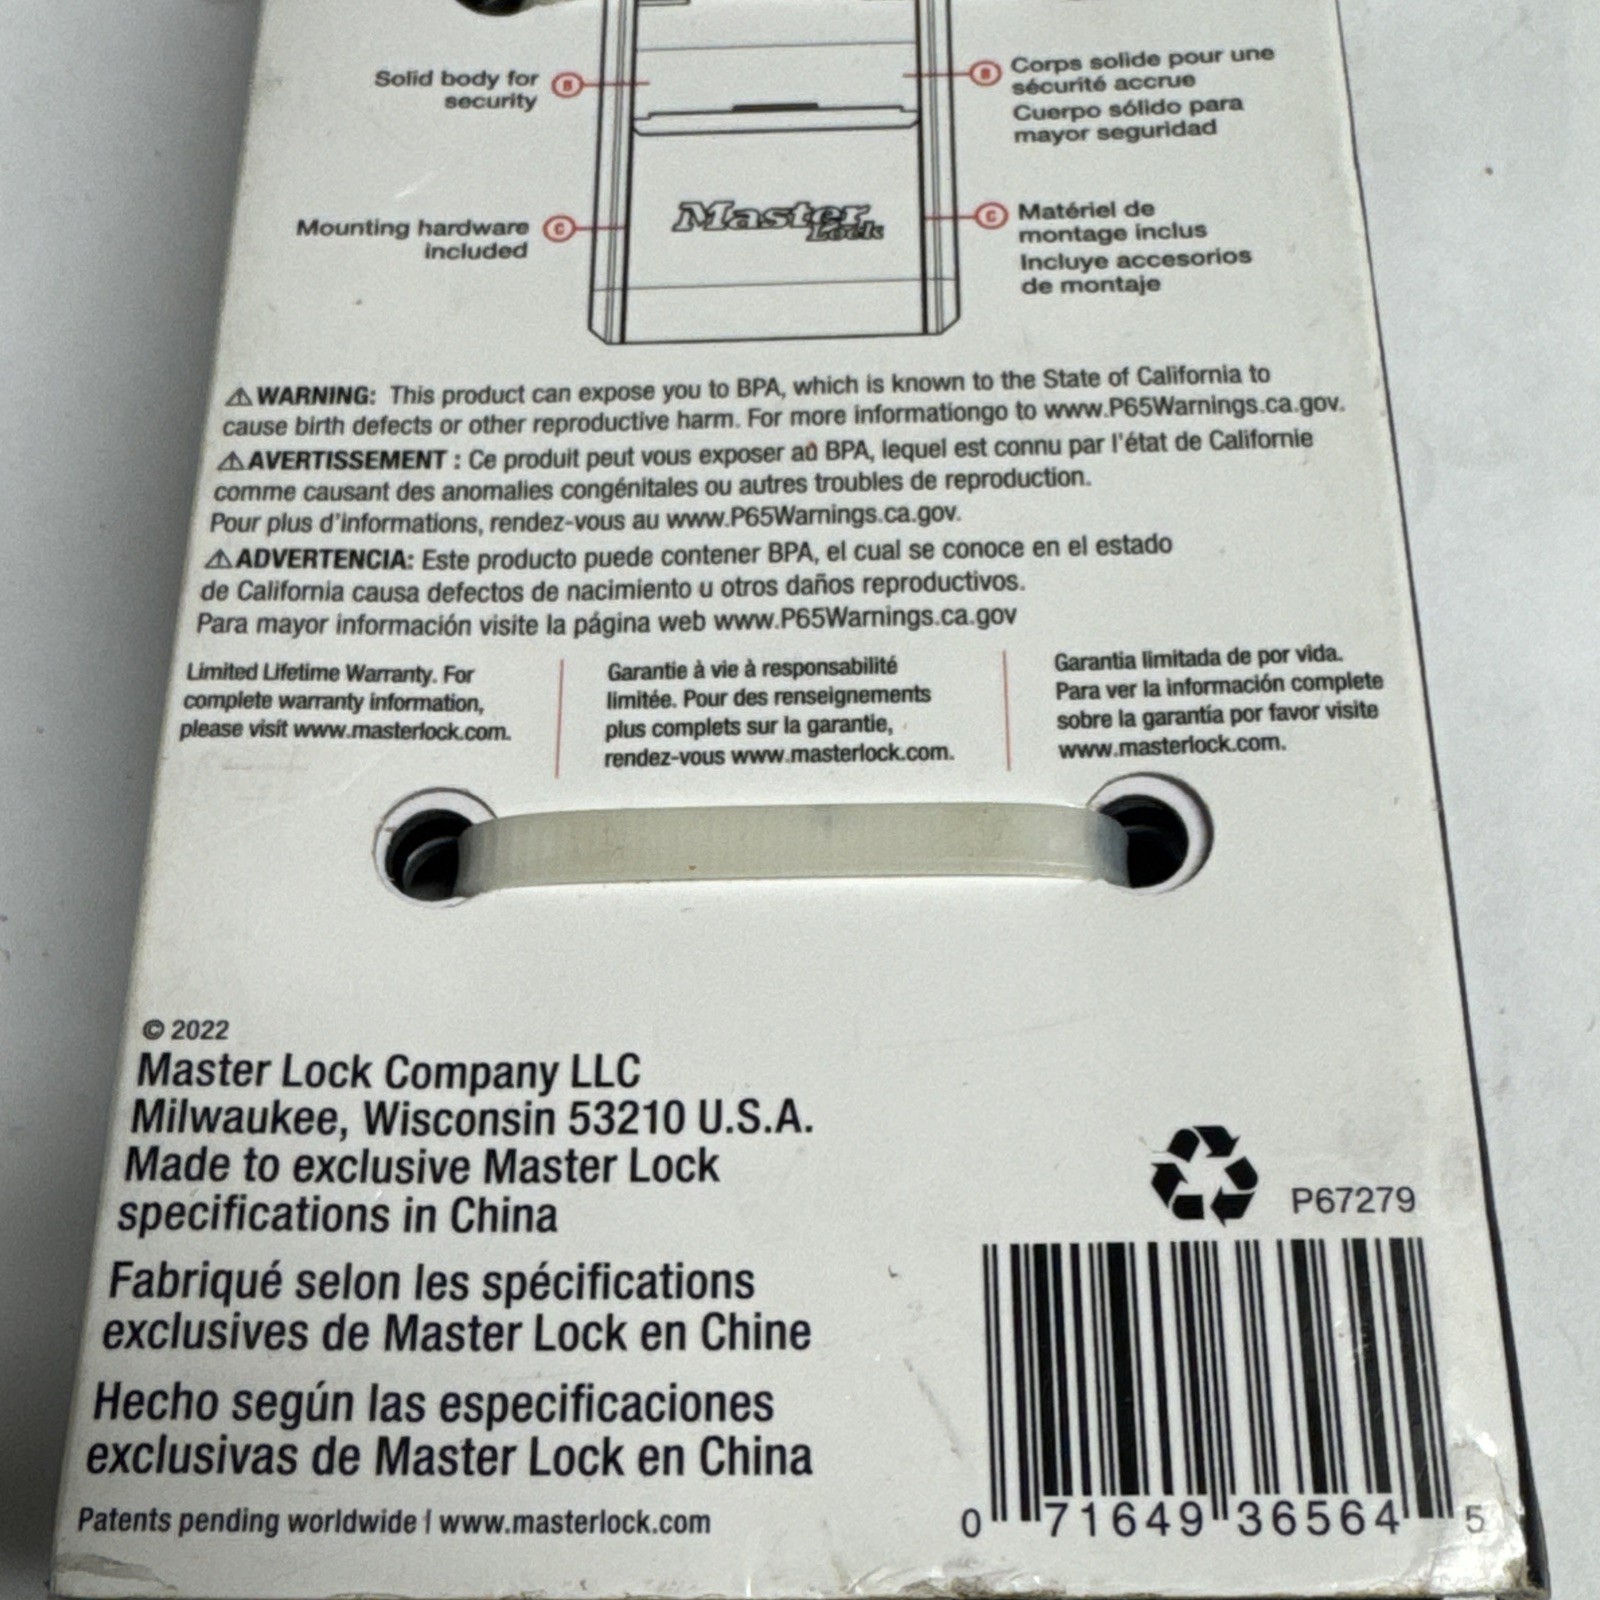 Solid body for
security
B
B
Corps solide pour une
sécurité accrue
Cuerpo sólido para
mayor seguridad
Mounting hardware
included
C
Master
Lock
C
Matériel de
montage inclus
Incluye accesorios
de montaje
⚠ WARNING: This product can expose you to BPA, which is known to the State of California to
cause birth defects or other reproductive harm. For more informationgo to www.P65Warnings.ca.gov.
⚠ AVERTISSEMENT : Ce produit peut vous exposer aù BPA, lequel est connu par l'état de Californie
comme causant des anomalies congénitales ou autres troubles de reproduction.
Pour plus d'informations, rendez-vous au www.P65Warnings.ca.gov.
⚠ ADVERTENCIA: Este producto puede contener BPA, el cual se conoce en el estado
de California causa defectos de nacimiento u otros daños reproductivos.
Para mayor información visite la página web www.P65Warnings.ca.gov
Limited Lifetime Warranty. For
complete warranty information,
please visit www.masterlock.com.
Garantie à vie à responsabilité
limitée. Pour des renseignements
plus complets sur la garantie,
rendez-vous www.masterlock.com.
Garantia limitada de por vida.
Para ver la información complete
sobre la garantía por favor visite
www.masterlock.com.
© 2022
Master Lock Company LLC
Milwaukee, Wisconsin 53210 U.S.A.
Made to exclusive Master Lock
specifications in China
Fabriqué selon les spécifications
exclusives de Master Lock en Chine
Hecho según las especificaciones
exclusivas de Master Lock en China
Patents pending worldwide | www.masterlock.com
P67279
0 71649 36564 5